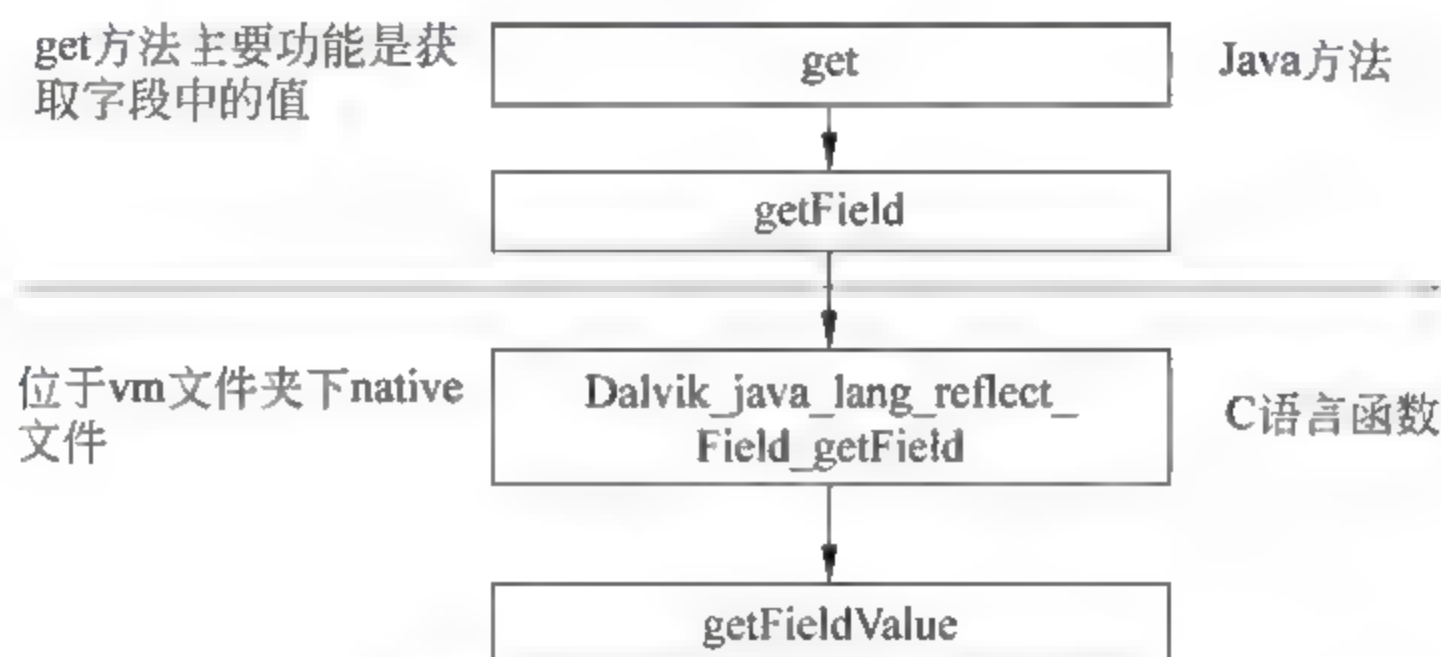 get方法主要功能是获
取字段中的值
get
Java方法
getField
位于vm文件夹下native
文件
Dalvik_java_lang_reflect_
Field_getField
C语言函数
getFieldValue